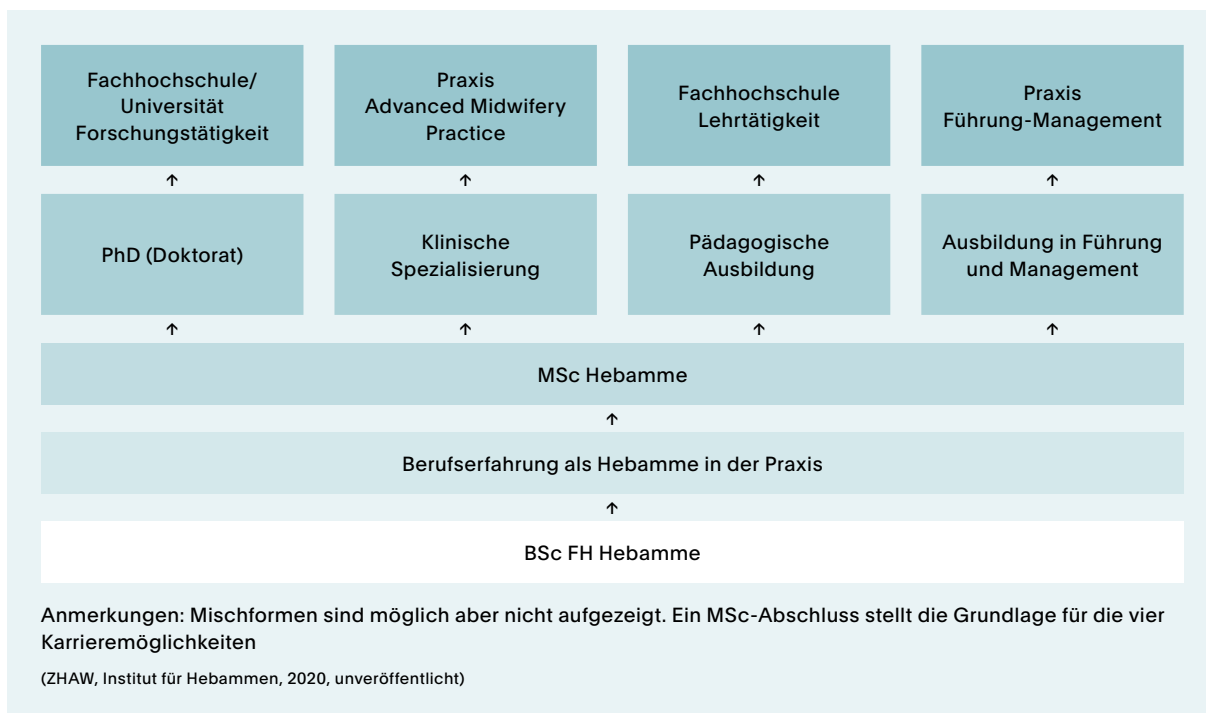 Fachhochschule/
Universität
Forschungstätigkeit
Praxis
Advanced Midwifery
Practice
Fachhochschule
Lehrtätigkeit
Praxis
Führung-Management
↑ ↑ ↑ ↑
PhD (Doktorat)
Klinische
Spezialisierung
Pädagogische
Ausbildung
Ausbildung in Führung
und Management
↑ ↑ ↑ ↑
MSc Hebamme
↑
Berufserfahrung als Hebamme in der Praxis
↑
BSc FH Hebamme
Anmerkungen: Mischformen sind möglich aber nicht aufgezeigt. Ein MSc-Abschluss stellt die Grundlage für die vier
Karrieremöglichkeiten
(ZHAW, Institut für Hebammen, 2020, unveröffentlicht)